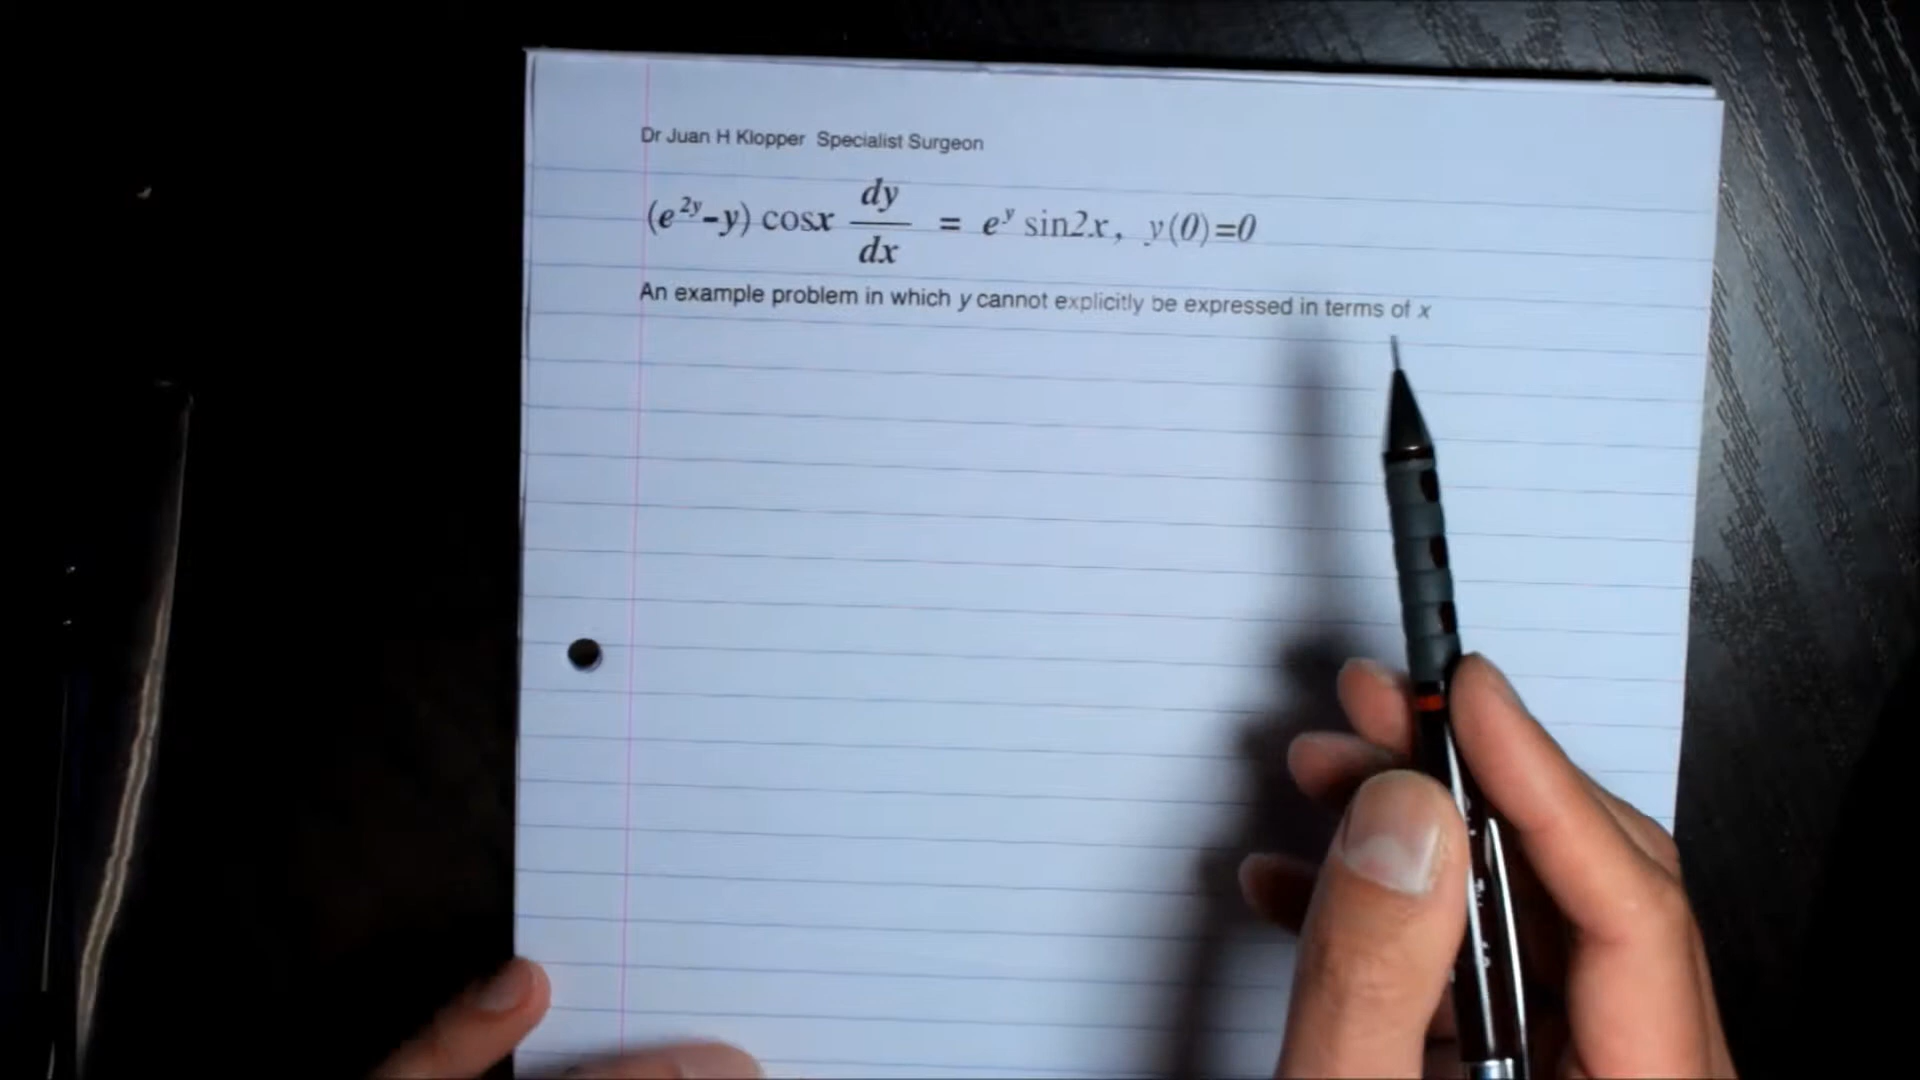 Dr Juan H Klopper Specialist Surgeon
(e^{2y}-y) cosx \frac{dy}{dx} = e^y sin2x, y(0)=0
An example problem in which y cannot explicitly be expressed in terms of x